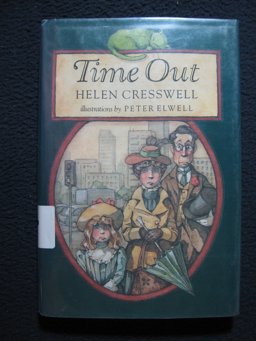 Time Out
HELEN CRESSWELL
illustrations by PETER ELWELL